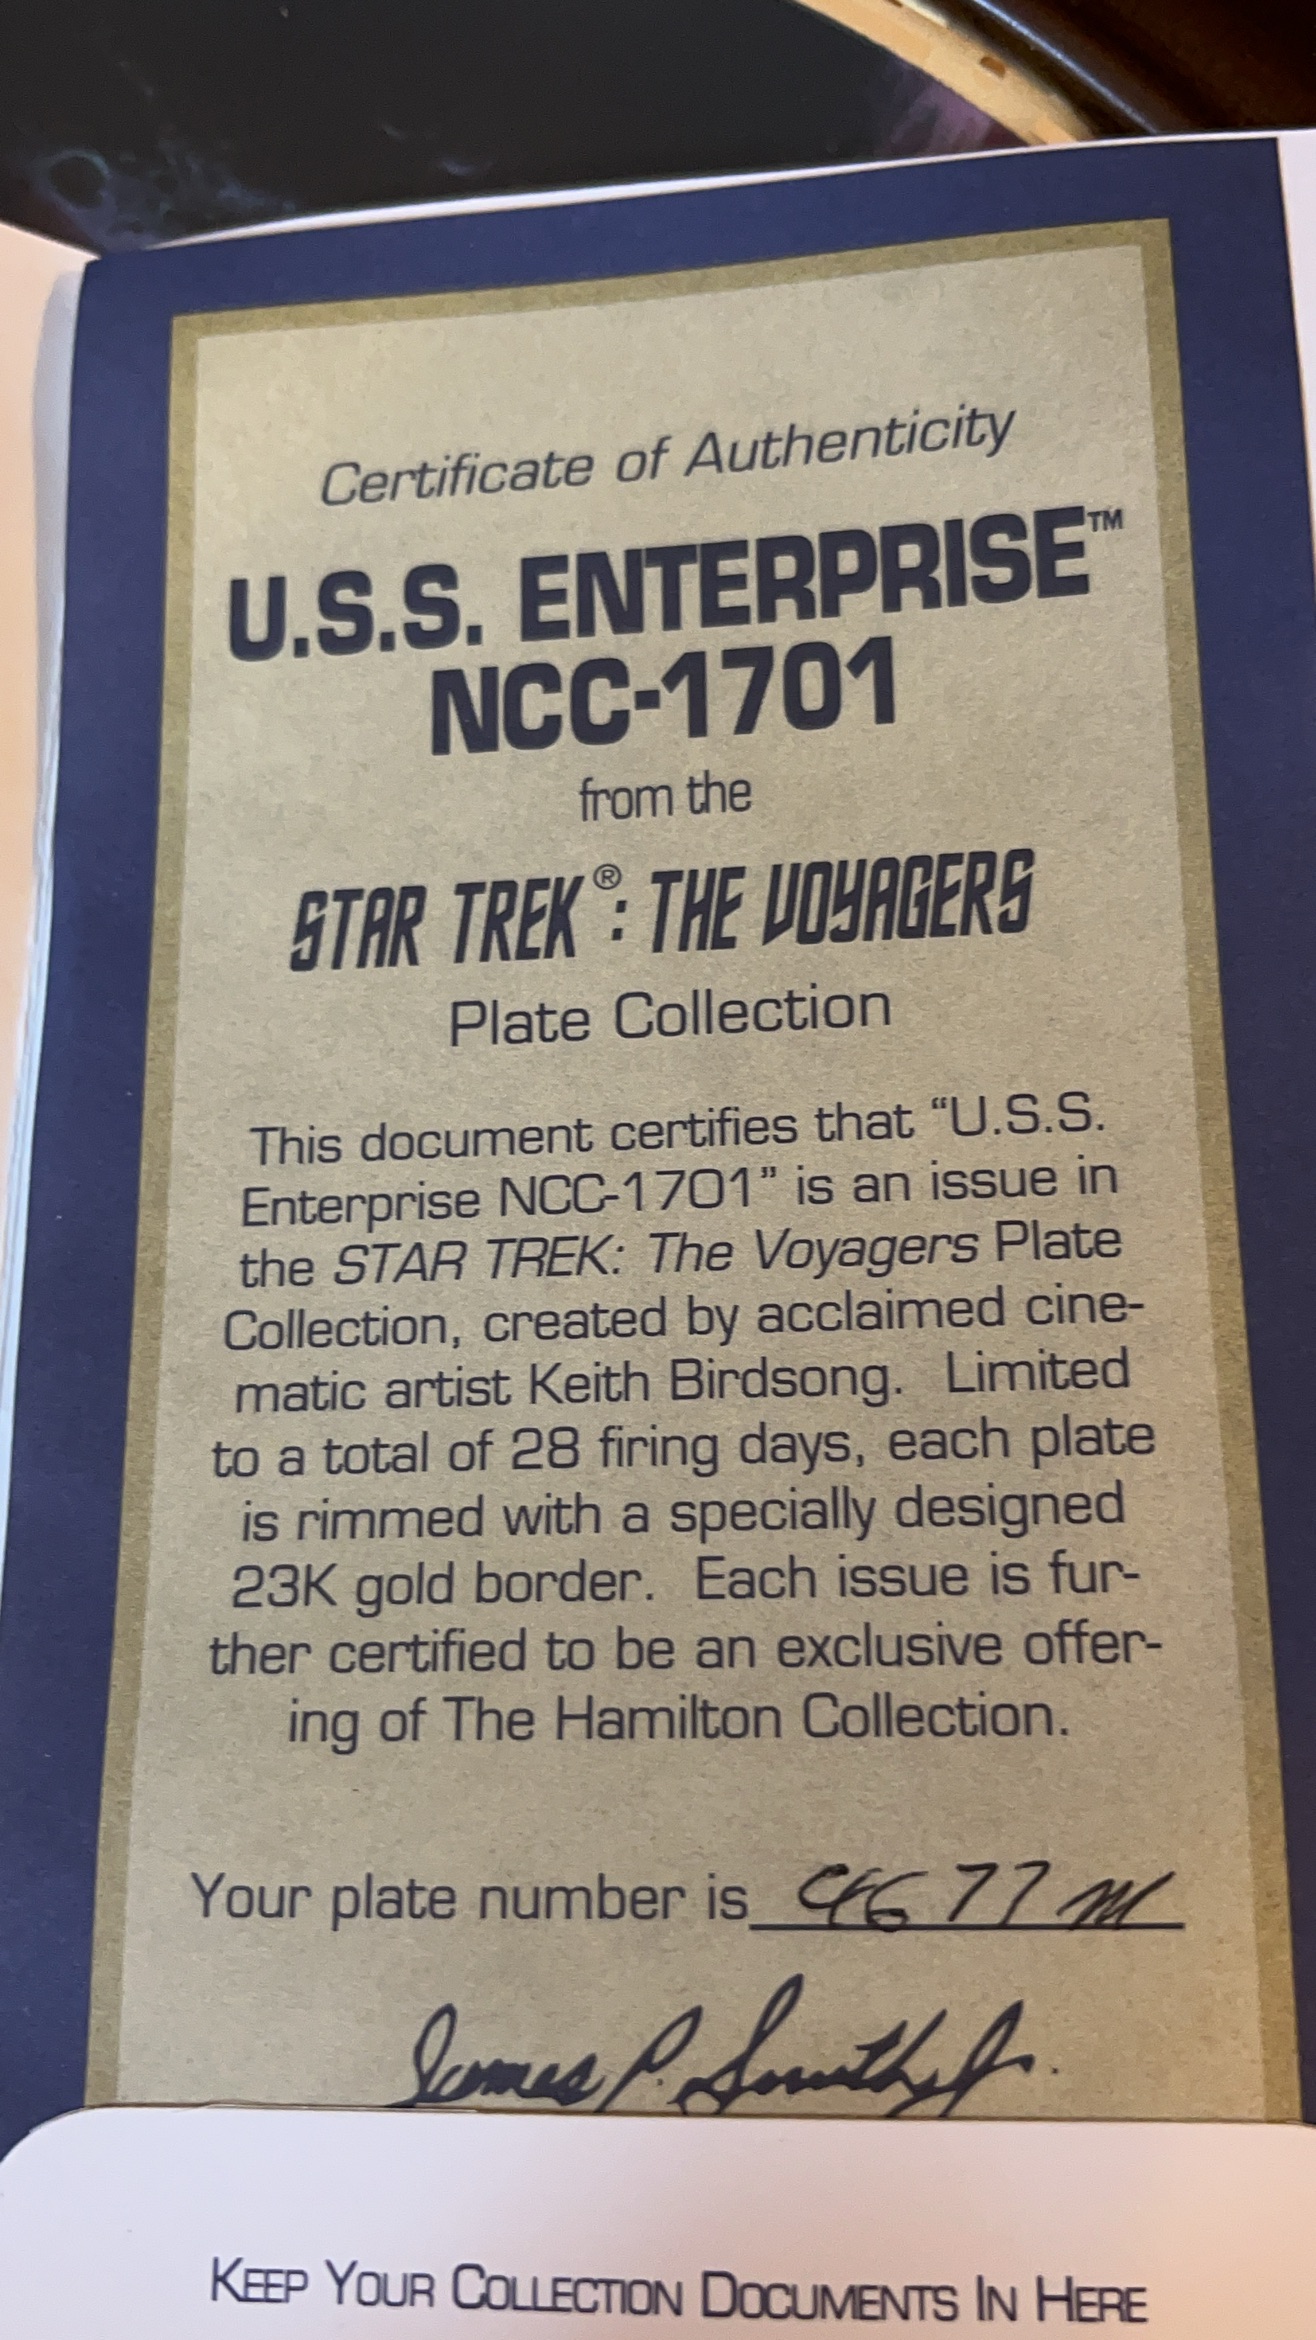 Certificate of Authenticity
U.S.S. ENTERPRISE™
NCC-1701
from the
STAR TREK®: THE VOYAGERS
Plate Collection
This document certifies that “U.S.S.
Enterprise NCC-1701” is an issue in
the STAR TREK: The Voyagers Plate
Collection, created by acclaimed cine-
matic artist Keith Birdsong. Limited
to a total of 28 firing days, each plate
is rimmed with a specially designed
23K gold border. Each issue is fur-
ther certified to be an exclusive offer-
ing of The Hamilton Collection.
Your plate number is 4677 M
James P. Smith Jr.
KEEP YOUR COLLECTION DOCUMENTS IN HERE